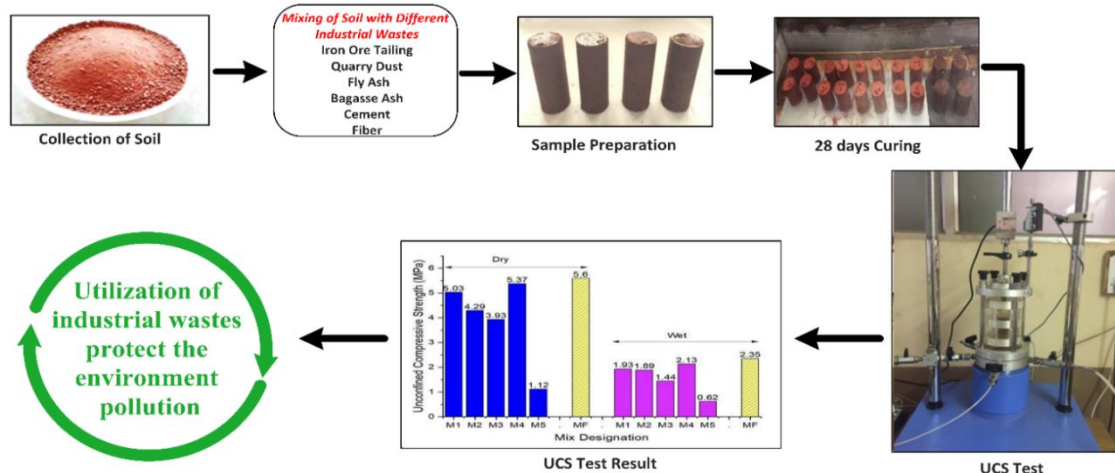 Mixing of Soil with Different
Industrial Wastes
Iron Ore Tailing
Quarry Dust
Fly Ash
Bagasse Ash
Cement
Fiber
Collection of Soil
Sample Preparation
28 days Curing
UCS Test
Unconfined Compressive Strength (MPa)
6
5
4
3
2
1
0
Dry
5.03
4.29
3.93
5.37
1.12
5.6
Wet
1.93
1.89
1.44
2.13
0.62
2.35
M1 M2 M3 M4 M5 . MF . M1 M2 M3 M4 M5 . MF
Mix Designation
UCS Test Result
Utilization of
industrial wastes
protect the
environment
pollution